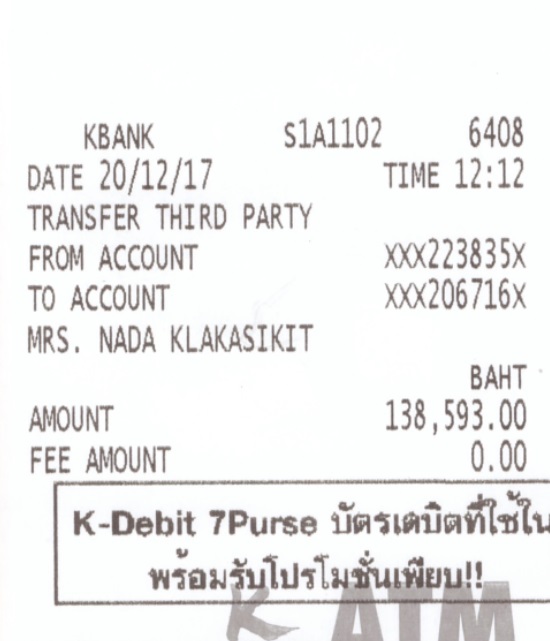 KBANK S1A1102 6408
DATE 20/12/17 TIME 12:12
TRANSFER THIRD PARTY
FROM ACCOUNT XXX223835X
TO ACCOUNT XXX206716X
MRS. NADA KLAKASIKIT
BAHT
AMOUNT 138,593.00
FEE AMOUNT 0.00
K-Debit 7Purse บัตรเดบิตที่ใช้ใน
พร้อมรับโปรโมชั่นเพียบ!!
K-ATM